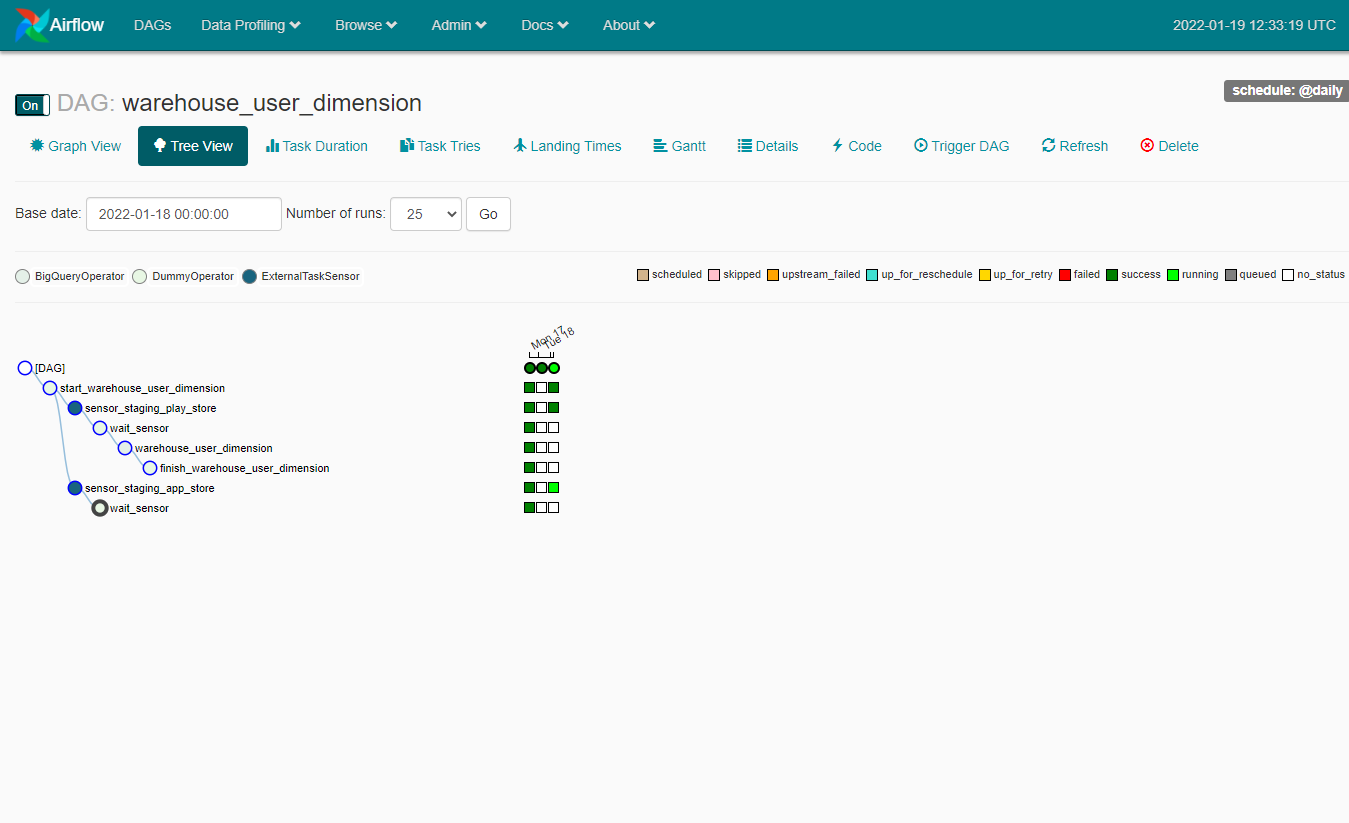 Airflow DAGs Data Profiling Browse Admin Docs About 2022-01-19 12:33:19 UTC
On DAG: warehouse_user_dimension schedule: @daily
Graph View Tree View Task Duration Task Tries Landing Times Gantt Details Code Trigger DAG Refresh Delete
Base date: 2022-01-18 00:00:00 Number of runs: 25 Go
BigQueryOperator DummyOperator ExternalTaskSensor scheduled skipped upstream_failed up_for_reschedule up_for_retry failed success running queued no_status
Mon 17 Tue 18
[DAG]
start_warehouse_user_dimension
sensor_staging_play_store
wait_sensor
warehouse_user_dimension
finish_warehouse_user_dimension
sensor_staging_app_store
wait_sensor